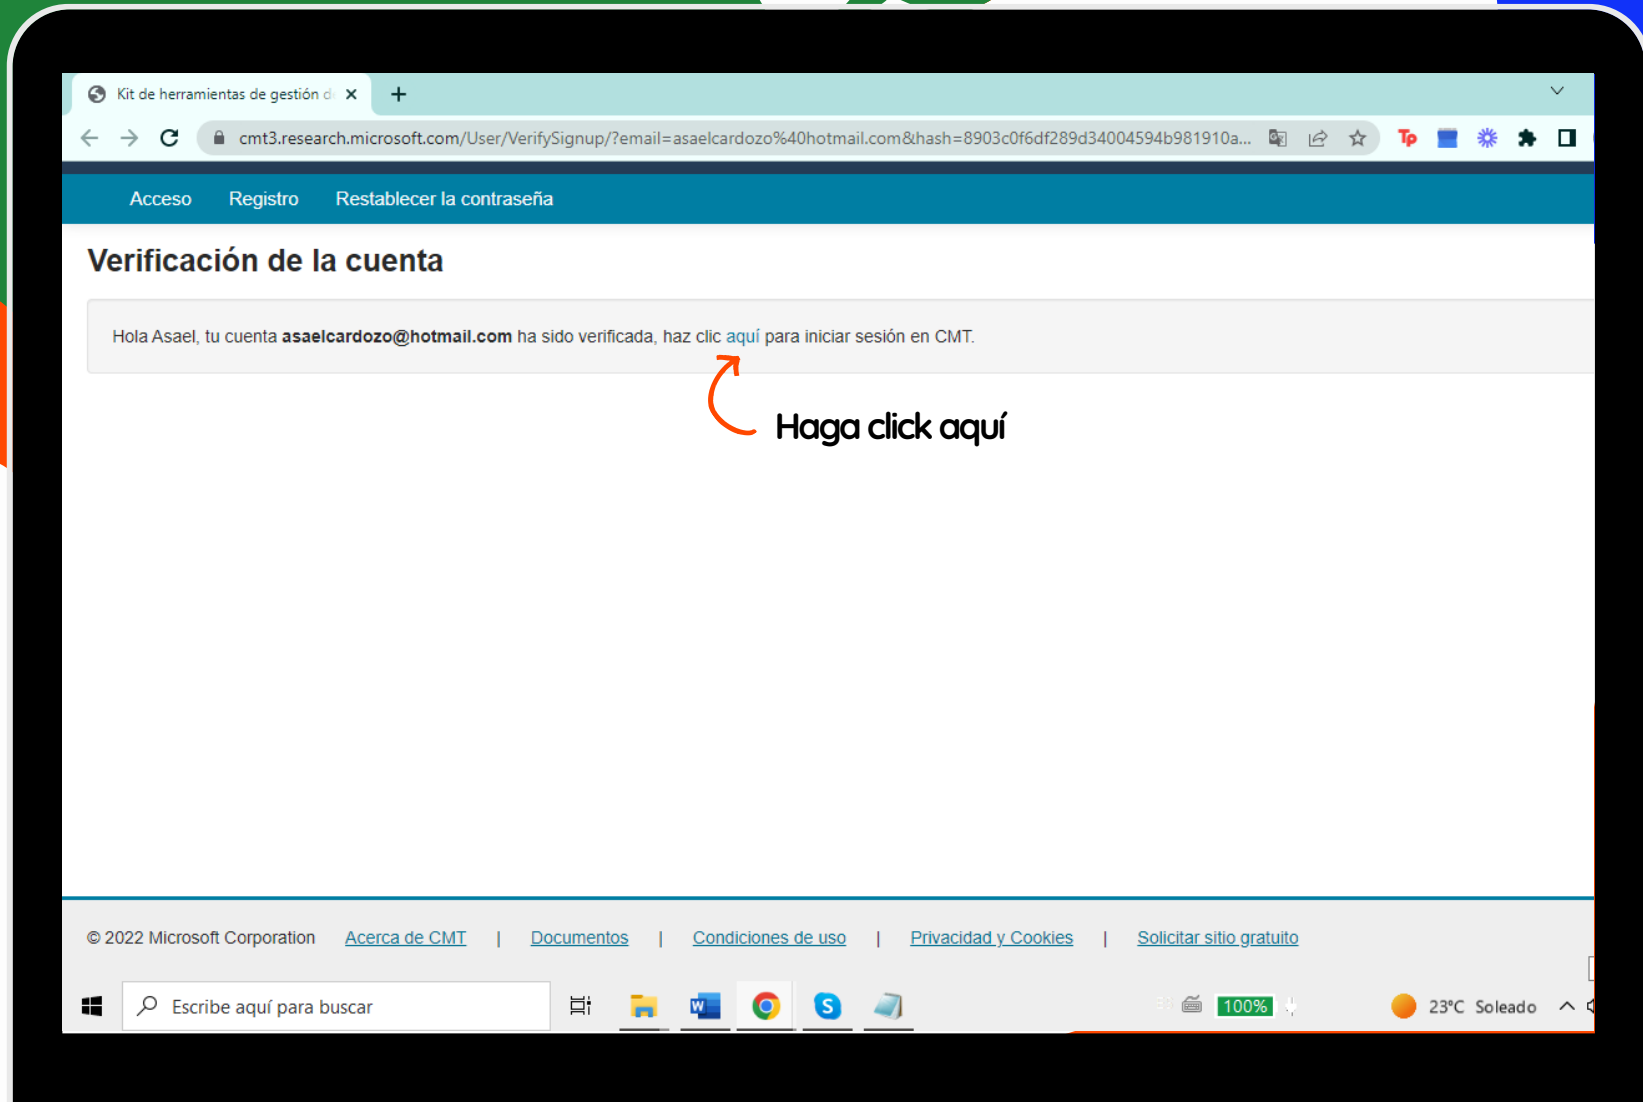 Kit de herramientas de gestión d
cmt3.research.microsoft.com/User/VerifySignup/?email=asaelcardozo%40hotmail.com&hash=8903c0f6df289d34004594b981910a...
Tp
Acceso Registro Restablecer la contraseña
Verificación de la cuenta
Hola Asael, tu cuenta asaelcardozo@hotmail.com ha sido verificada, haz clic aquí para iniciar sesión en CMT.
Haga click aquí
© 2022 Microsoft Corporation Acerca de CMT | Documentos | Condiciones de uso | Privacidad y Cookies | Solicitar sitio gratuito
Escribe aquí para buscar
W
S
100%
23°C Soleado